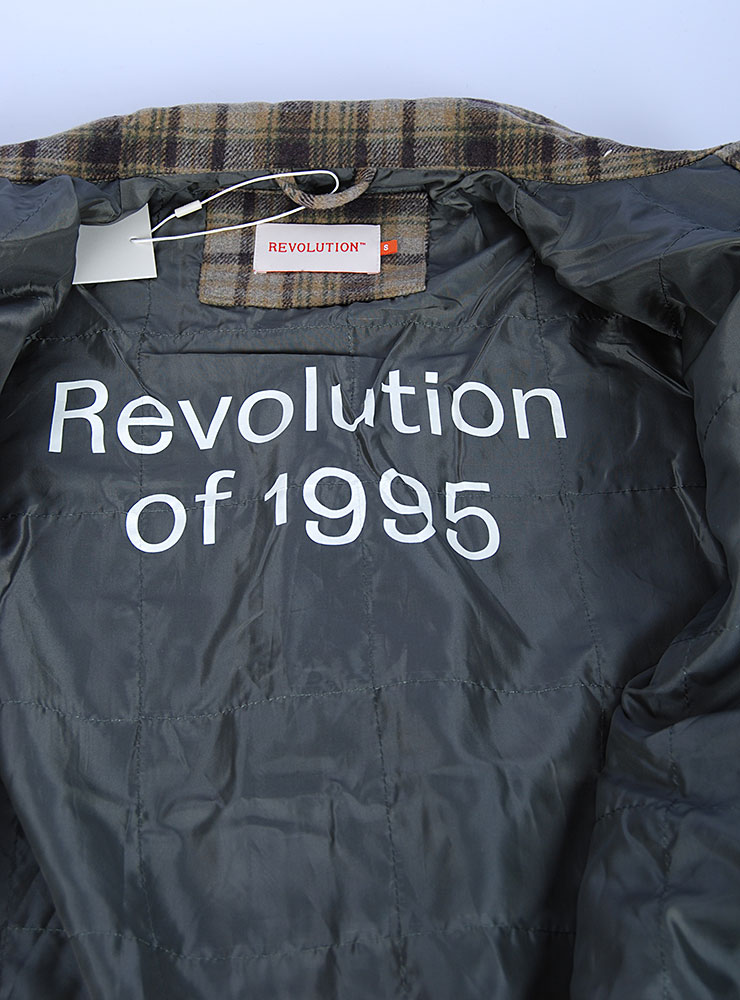 REVOLUTION™
S
Revolution
of 1995